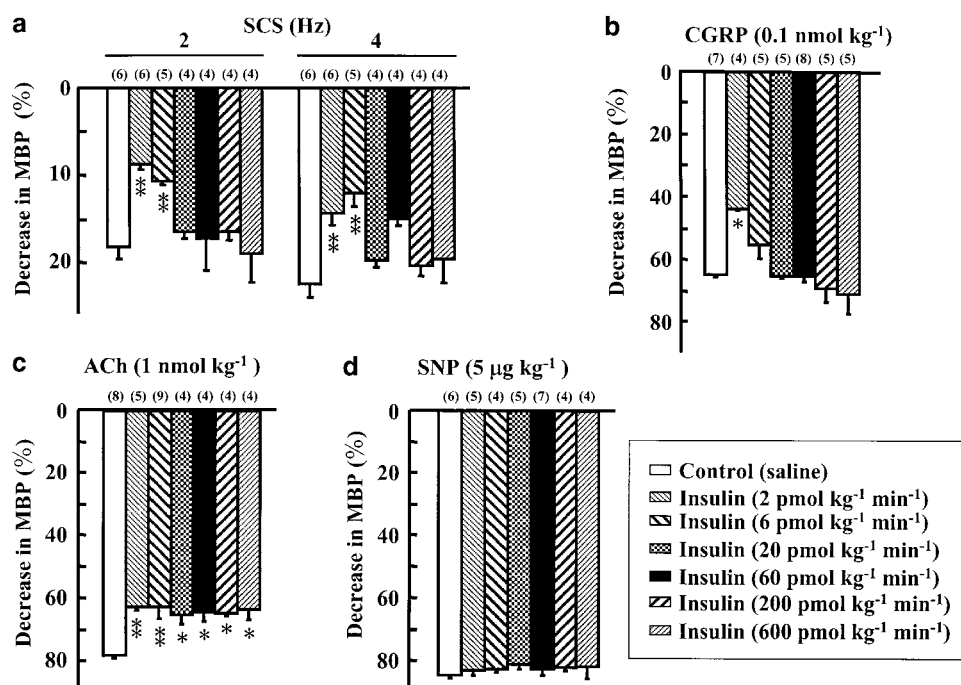 a
SCS (Hz)
2
4
(6) (6) (5) (4) (4) (4) (4)
(6) (6) (5) (4) (4) (4) (4)
Decrease in MBP (%)
0
10
20
** **
** **
b
CGRP (0.1 nmol kg⁻¹)
(7) (4) (5) (5) (8) (5) (5)
Decrease in MBP (%)
0
20
40
60
80
*
c
ACh (1 nmol kg⁻¹)
(8) (5) (9) (4) (4) (4) (4)
Decrease in MBP (%)
0
20
40
60
80
** ** * * * *
d
SNP (5 µg kg⁻¹)
(6) (5) (4) (5) (7) (4) (4)
Decrease in MBP (%)
0
20
40
60
80
Control (saline)
Insulin (2 pmol kg⁻¹ min⁻¹)
Insulin (6 pmol kg⁻¹ min⁻¹)
Insulin (20 pmol kg⁻¹ min⁻¹)
Insulin (60 pmol kg⁻¹ min⁻¹)
Insulin (200 pmol kg⁻¹ min⁻¹)
Insulin (600 pmol kg⁻¹ min⁻¹)